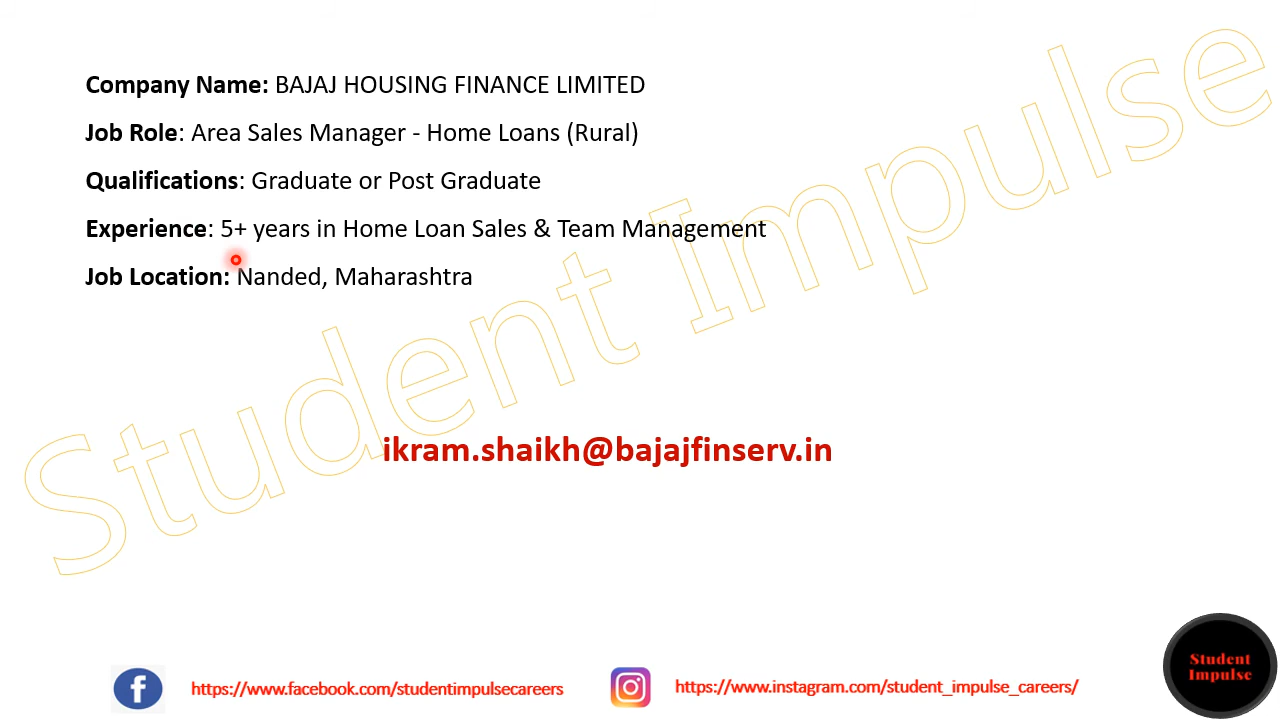 Company Name: BAJAJ HOUSING FINANCE LIMITED
Job Role: Area Sales Manager - Home Loans (Rural)
Qualifications: Graduate or Post Graduate
Experience: 5+ years in Home Loan Sales & Team Management
Job Location: Nanded, Maharashtra
Student Impulse
ikram.shaikh@bajajfinserv.in
https://www.facebook.com/studentimpulsecareers
https://www.instagram.com/student_impulse_careers/
Student
Impulse